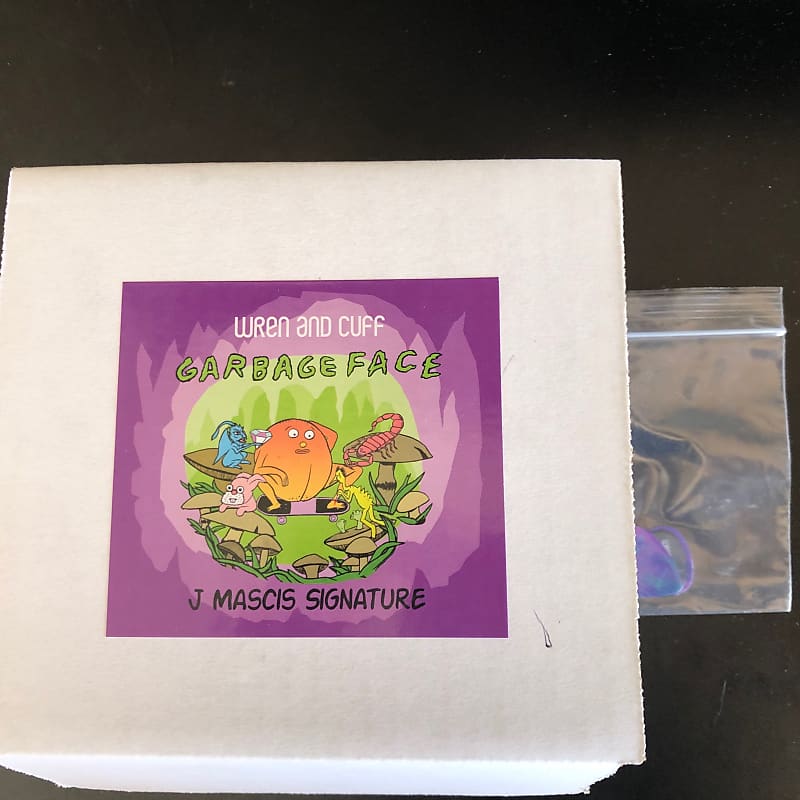 wren and cuff
GARBAGE FACE
J MASCIS SIGNATURE